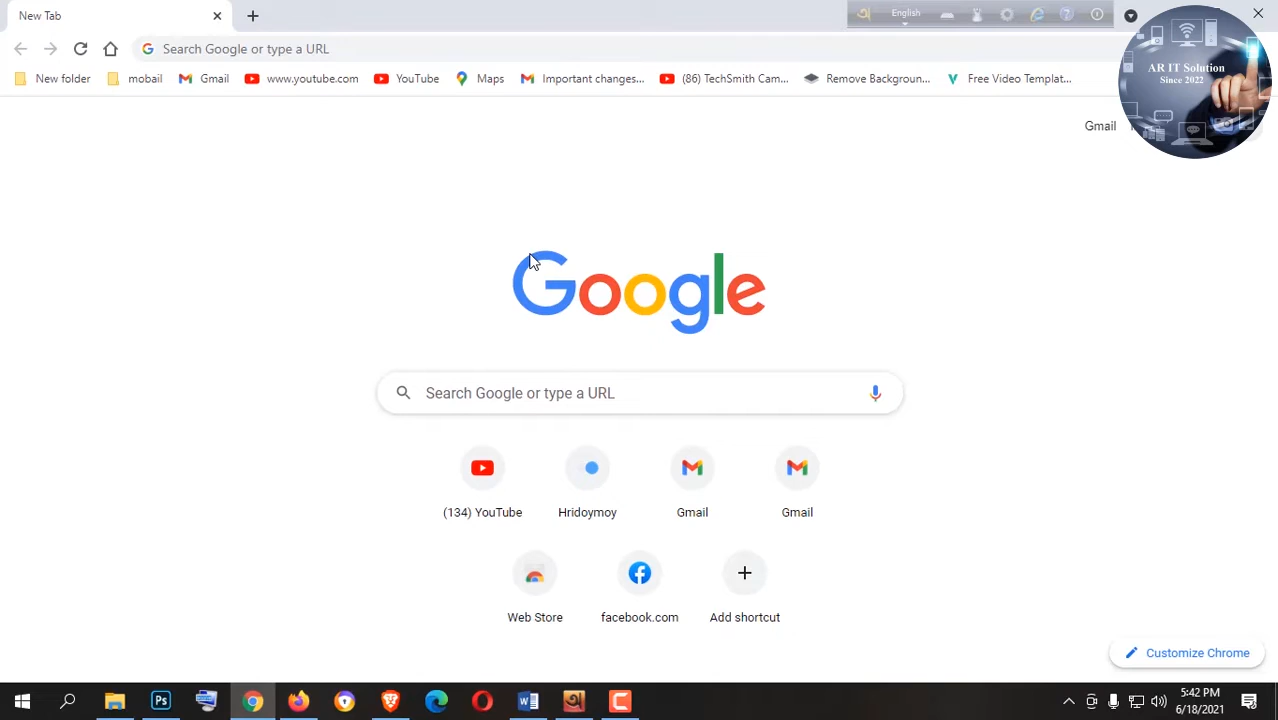 New Tab
English
Search Google or type a URL
New folder mobail Gmail www.youtube.com YouTube Maps Important changes... (86) TechSmith Cam... Remove Backgroun... Free Video Templat...
AR IT Solution
Since 2022
Gmail
Google
Search Google or type a URL
(134) YouTube Hridoymoy Gmail Gmail
Web Store facebook.com Add shortcut
Customize Chrome
Ps অ
5:42 PM
6/18/2021